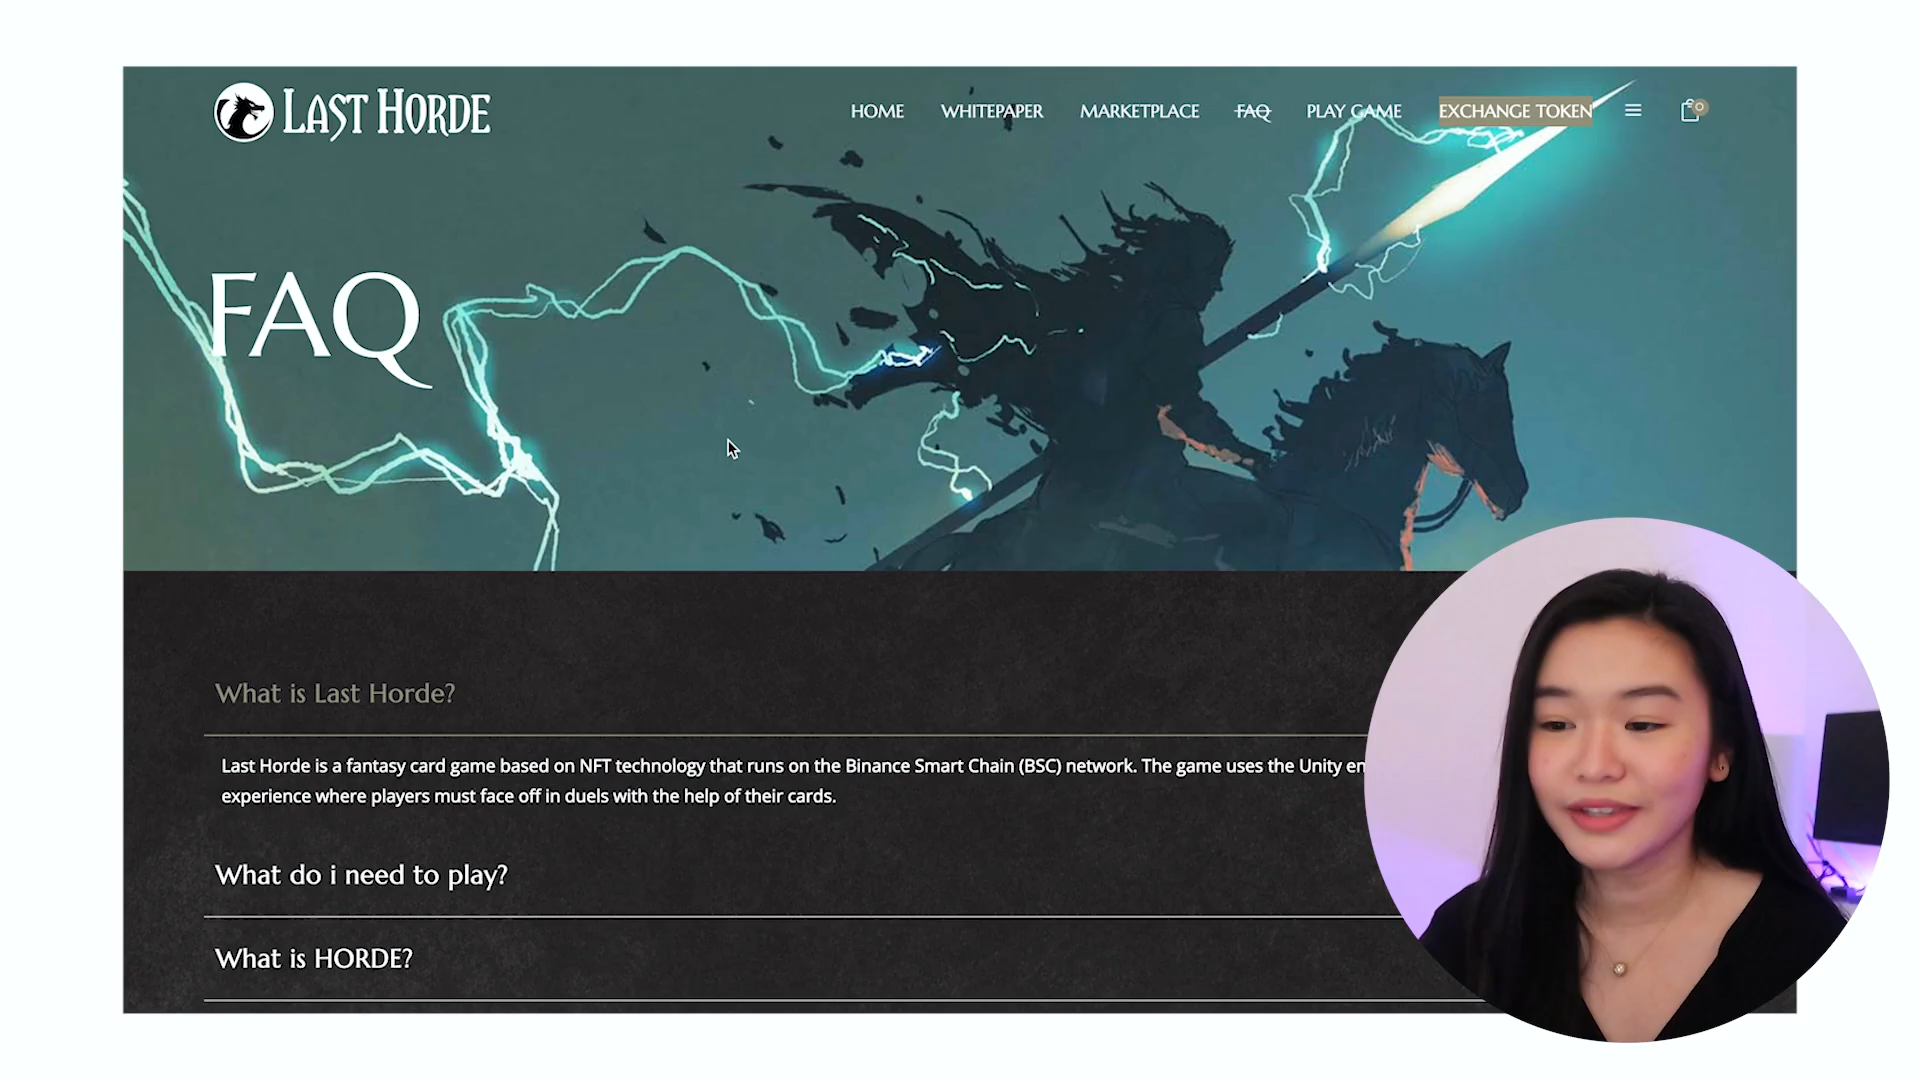 LAST HORDE
HOME WHITEPAPER MARKETPLACE FAQ PLAY GAME EXCHANGE TOKEN 0
FAQ
What is Last Horde?
Last Horde is a fantasy card game based on NFT technology that runs on the Binance Smart Chain (BSC) network. The game uses the Unity en
experience where players must face off in duels with the help of their cards.
What do i need to play?
What is HORDE?